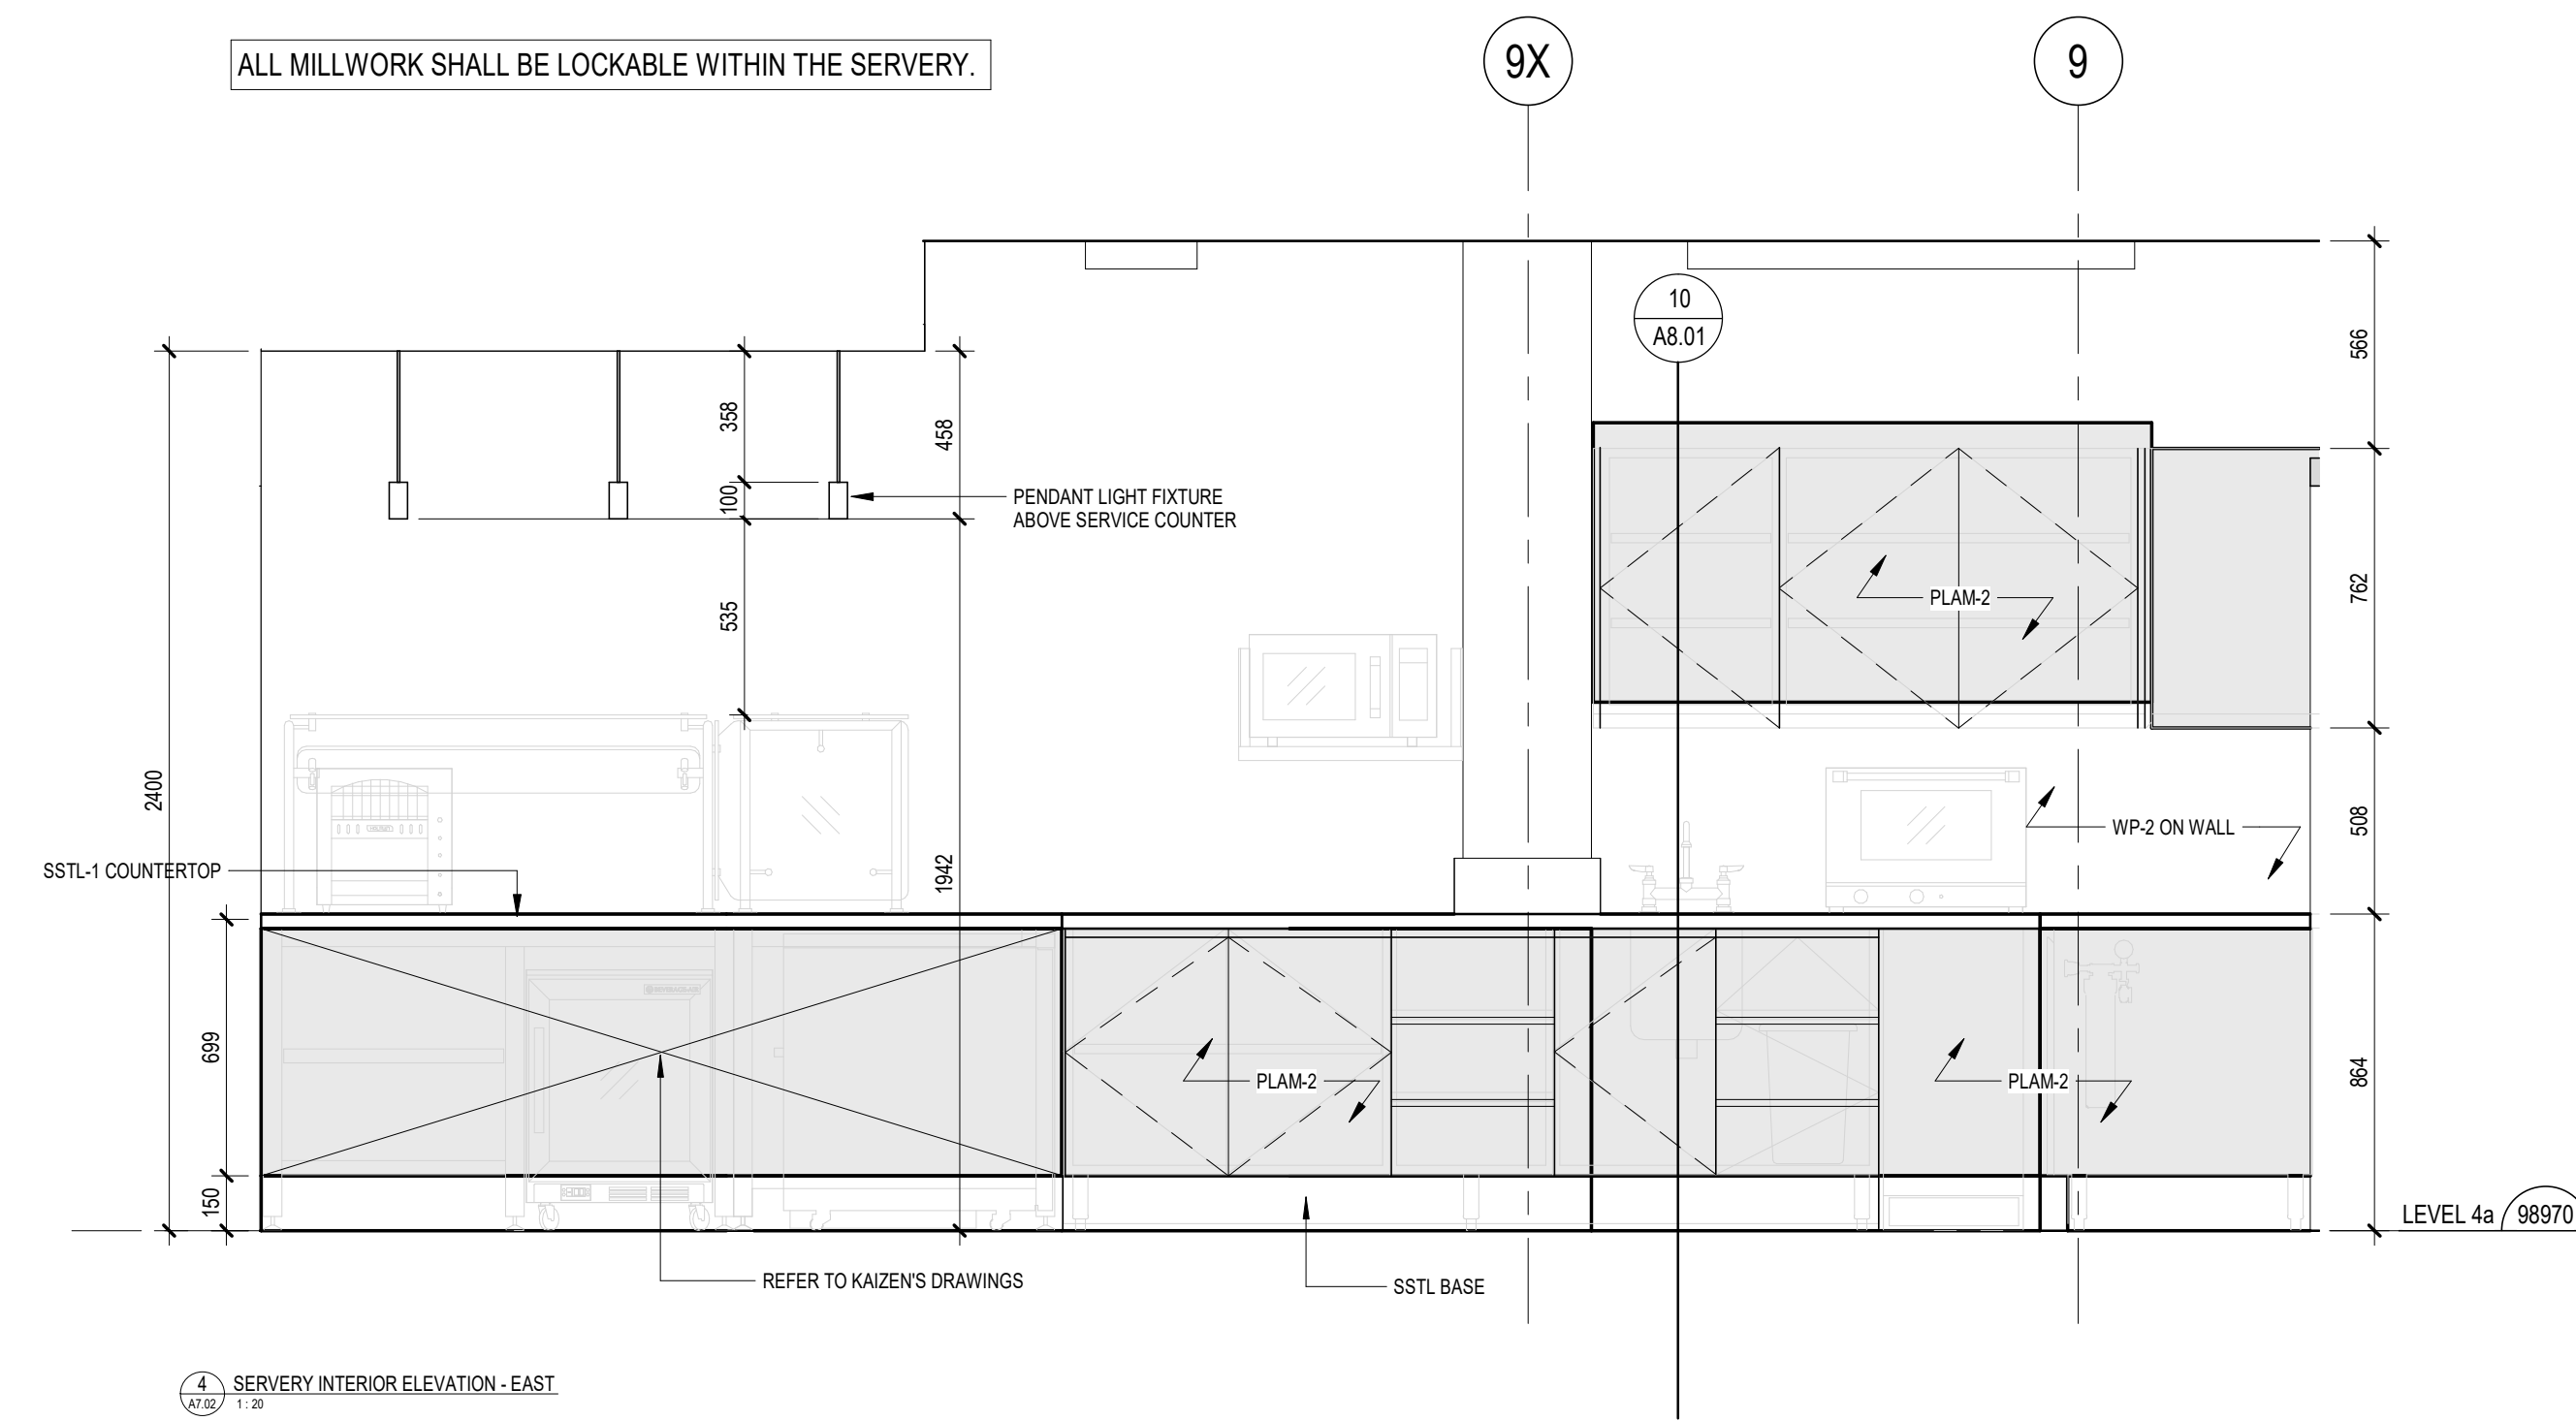 ALL MILLWORK SHALL BE LOCKABLE WITHIN THE SERVERY.
9X
9
10
A8.01
566
358
458
100
PENDANT LIGHT FIXTURE
ABOVE SERVICE COUNTER
762
PLAM-2
535
2400
508
WP-2 ON WALL
SSTL-1 COUNTERTOP
1942
699
864
PLAM-2
PLAM-2
150
LEVEL 4a
98970
REFER TO KAIZEN'S DRAWINGS
SSTL BASE
4
A7.02
SERVERY INTERIOR ELEVATION - EAST
1 : 20